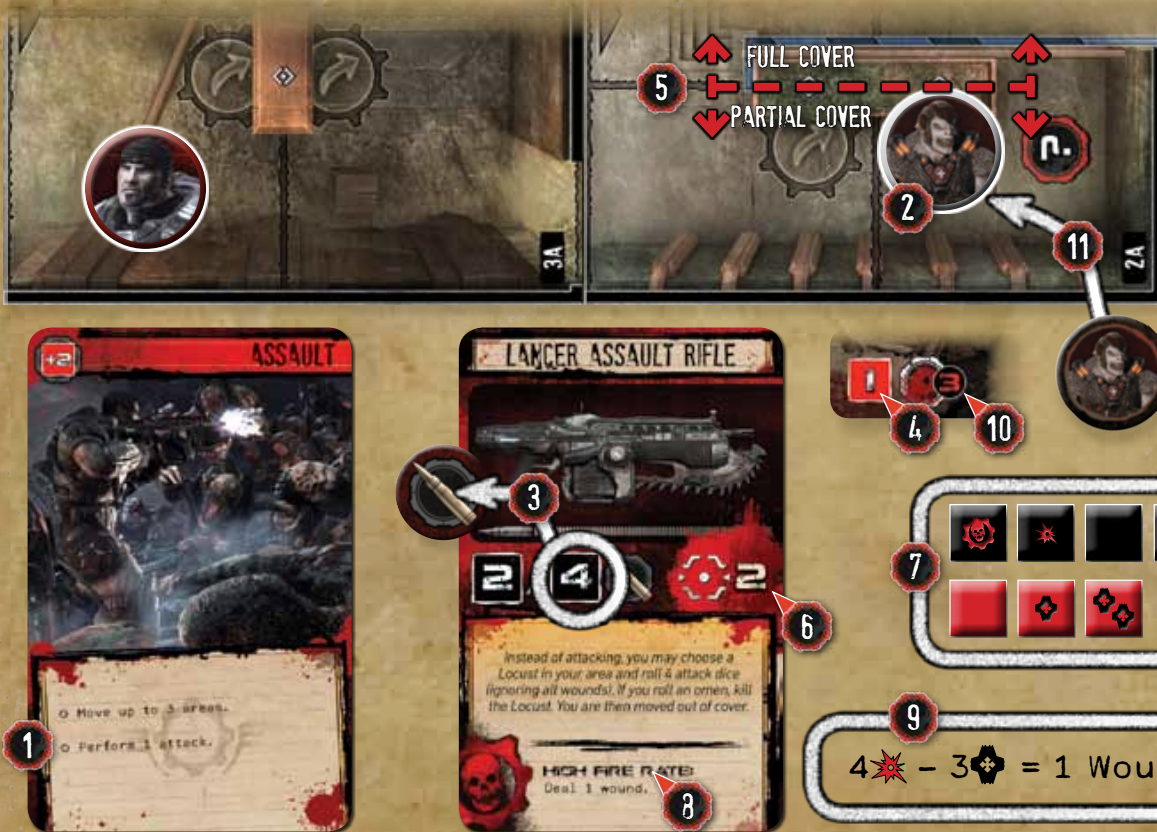 FULL COVER
5
PARTIAL COVER
n.
2
11
3A
2A
+2
ASSAULT
LANCER ASSAULT RIFLE
1
3
4
10
3
2
4
2
7
6
Instead of attacking, you may choose a
Locust in your area and roll 4 attack dice
(ignoring all wounds). If you roll an omen, kill
the Locust. You are then moved out of cover.
1
o Move up to 3 areas.
o Perform 1 attack.
HIGH FIRE RATE:
Deal 1 wound.
8
9
4 - 3 = 1 Wou